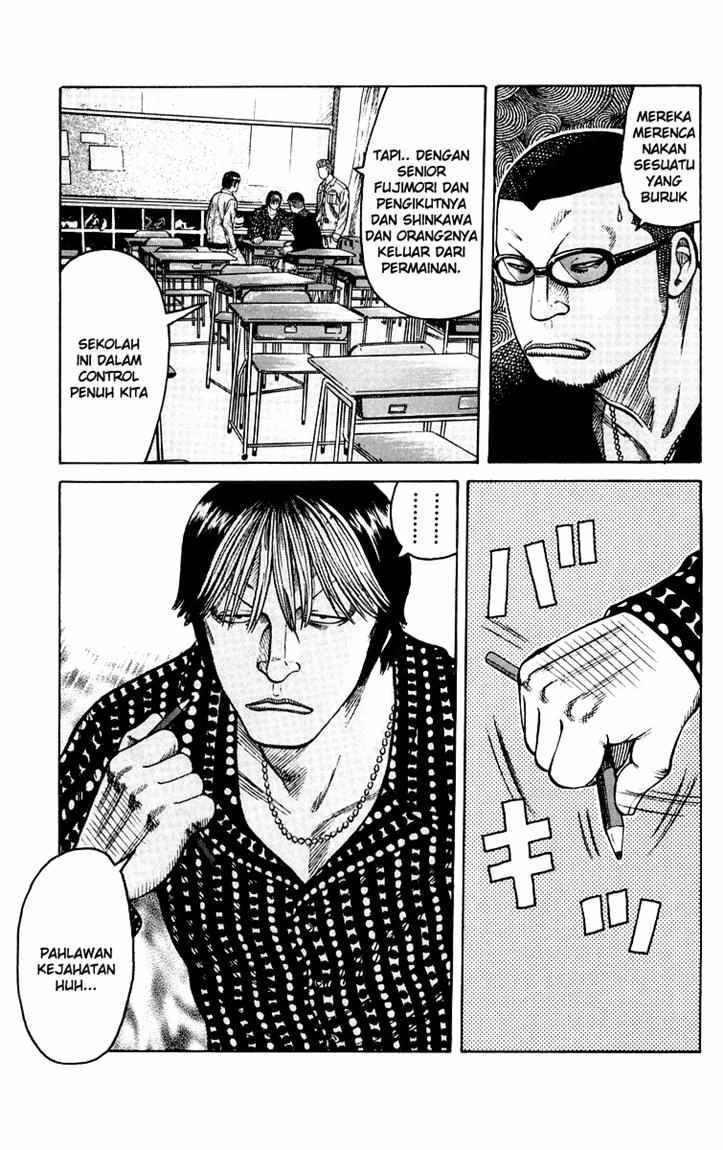 MEREKA
MERENCA
NAKAN
SESUATU
YANG
BURUK
TAPI.. DENGAN
SENIOR
FUJIMORI DAN
PENGIKUTNYA
DAN SHINKAWA
DAN ORANG2NYA
KELUAR DARI
PERMAINAN.
SEKOLAH
INI DALAM
CONTROL
PENUH KITA
バキッッ
.......
PAHLAWAN
KEJAHATAN
HUH...